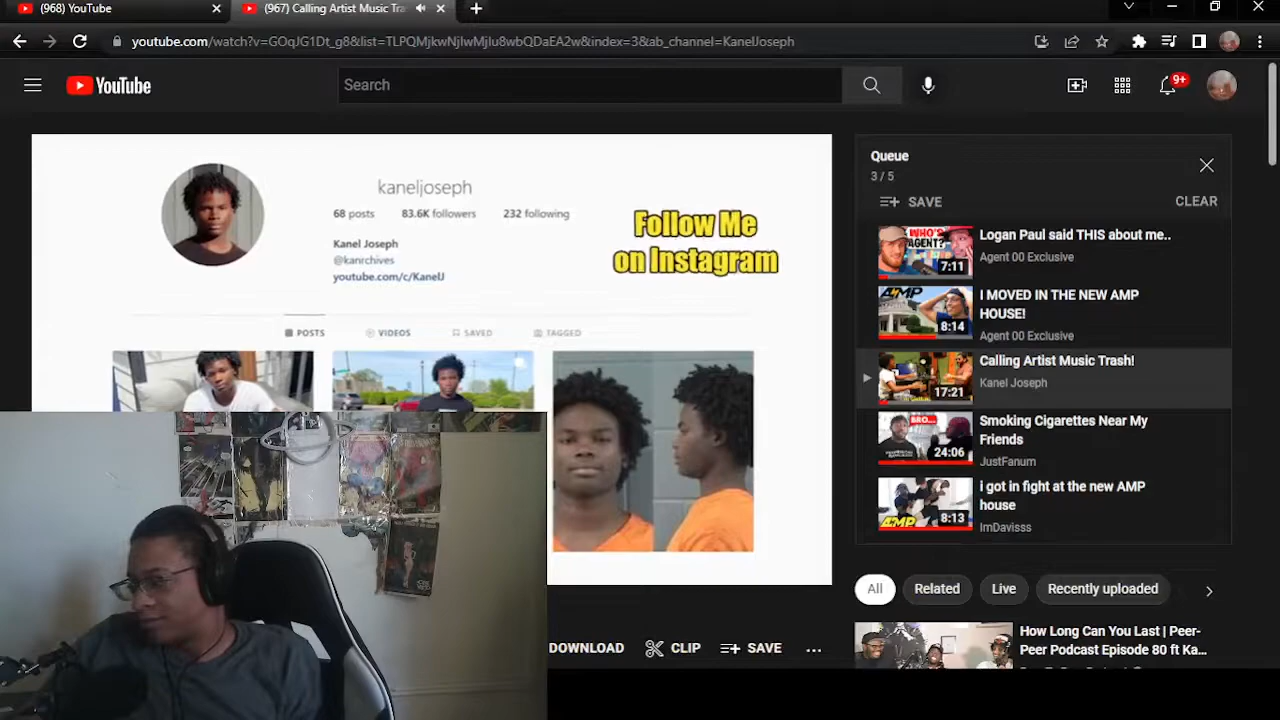 (968) YouTube
(967) Calling Artist Music Tra
youtube.com/watch?v=GOqJG1Dt_g8&list=TLPQMjkwNjIwMjIu8wbQDaEA2w&index=3&ab_channel=KanelJoseph
YouTube
Search
9+
kaneljoseph
68 posts 83.6K followers 232 following
Kanel Joseph
@kanrchives
youtube.com/c/KanelJ
Follow Me
on Instagram
POSTS VIDEOS SAVED TAGGED
Queue
3 / 5
SAVE
CLEAR
WHO'S
AGENT?
7:11
Logan Paul said THIS about me..
Agent 00 Exclusive
AMP
8:14
I MOVED IN THE NEW AMP
HOUSE!
Agent 00 Exclusive
17:21
Calling Artist Music Trash!
Kanel Joseph
BRO...
24:06
Smoking Cigarettes Near My
Friends
JustFanum
AMP
8:13
i got in fight at the new AMP
house
ImDavisss
All Related Live Recently uploaded
How Long Can You Last | Peer-
Peer Podcast Episode 80 ft Ka...
DOWNLOAD CLIP SAVE ...